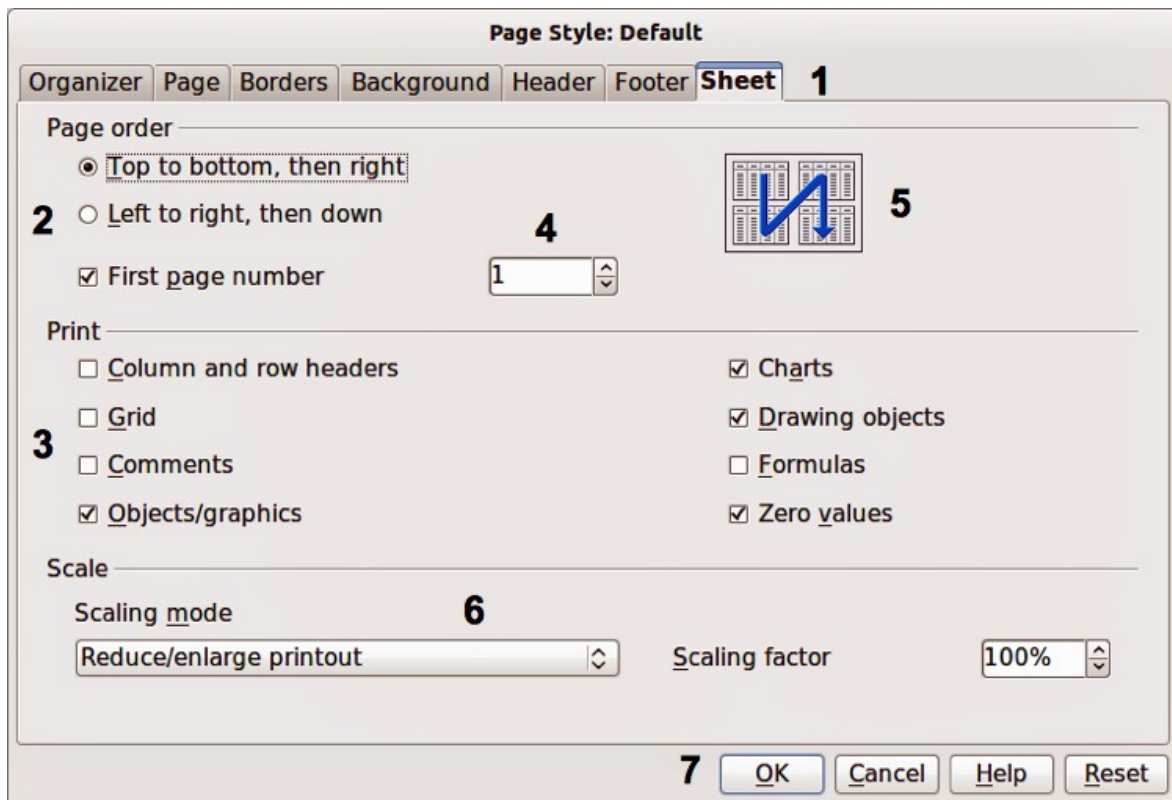 Page Style: Default
Organizer Page Borders Background Header Footer Sheet 1
Page order
Top to bottom, then right
5
2 Left to right, then down
4
First page number 1
Print
Column and row headers Charts
Grid Drawing objects
3
Comments Formulas
Objects/graphics Zero values
Scale
Scaling mode 6
Reduce/enlarge printout Scaling factor 100%
7 OK Cancel Help Reset